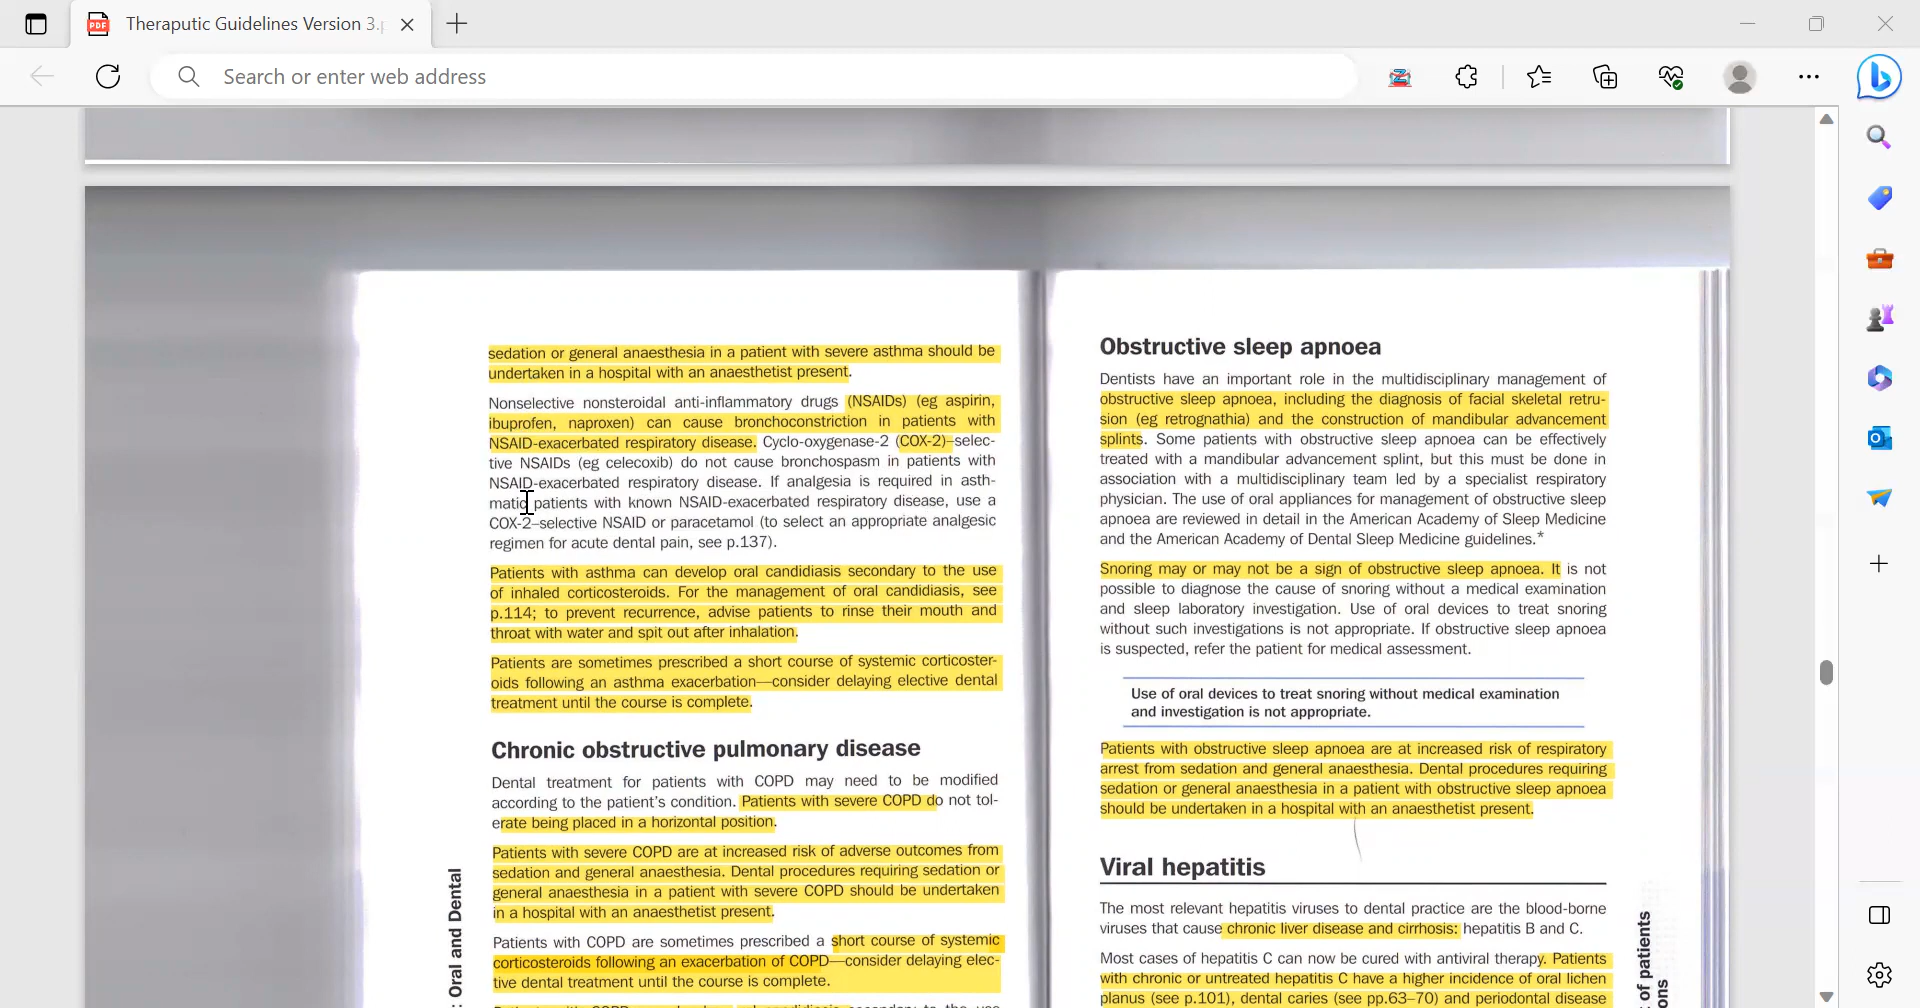 Theraputic Guidelines Version 3.
Search or enter web address
sedation or general anaesthesia in a patient with severe asthma should be
undertaken in a hospital with an anaesthetist present.
Nonselective nonsteroidal anti-inflammatory drugs (NSAIDs) (eg aspirin,
ibuprofen, naproxen) can cause bronchoconstriction in patients with
NSAID-exacerbated respiratory disease. Cyclo-oxygenase-2 (COX-2)–selec-
tive NSAIDs (eg celecoxib) do not cause bronchospasm in patients with
NSAID-exacerbated respiratory disease. If analgesia is required in asth-
matic patients with known NSAID-exacerbated respiratory disease, use a
COX-2–selective NSAID or paracetamol (to select an appropriate analgesic
regimen for acute dental pain, see p.137).
Patients with asthma can develop oral candidiasis secondary to the use
of inhaled corticosteroids. For the management of oral candidiasis, see
p.114; to prevent recurrence, advise patients to rinse their mouth and
throat with water and spit out after inhalation.
Patients are sometimes prescribed a short course of systemic corticoster-
oids following an asthma exacerbation—consider delaying elective dental
treatment until the course is complete.
Chronic obstructive pulmonary disease
Dental treatment for patients with COPD may need to be modified
according to the patient's condition. Patients with severe COPD do not tol-
erate being placed in a horizontal position.
Patients with severe COPD are at increased risk of adverse outcomes from
sedation and general anaesthesia. Dental procedures requiring sedation or
general anaesthesia in a patient with severe COPD should be undertaken
in a hospital with an anaesthetist present.
Patients with COPD are sometimes prescribed a short course of systemic
corticosteroids following an exacerbation of COPD—consider delaying elec-
tive dental treatment until the course is complete.
: Oral and Dental
Obstructive sleep apnoea
Dentists have an important role in the multidisciplinary management of
obstructive sleep apnoea, including the diagnosis of facial skeletal retru-
sion (eg retrognathia) and the construction of mandibular advancement
splints. Some patients with obstructive sleep apnoea can be effectively
treated with a mandibular advancement splint, but this must be done in
association with a multidisciplinary team led by a specialist respiratory
physician. The use of oral appliances for management of obstructive sleep
apnoea are reviewed in detail in the American Academy of Sleep Medicine
and the American Academy of Dental Sleep Medicine guidelines.*
Snoring may or may not be a sign of obstructive sleep apnoea. It is not
possible to diagnose the cause of snoring without a medical examination
and sleep laboratory investigation. Use of oral devices to treat snoring
without such investigations is not appropriate. If obstructive sleep apnoea
is suspected, refer the patient for medical assessment.
Use of oral devices to treat snoring without medical examination
and investigation is not appropriate.
Patients with obstructive sleep apnoea are at increased risk of respiratory
arrest from sedation and general anaesthesia. Dental procedures requiring
sedation or general anaesthesia in a patient with obstructive sleep apnoea
should be undertaken in a hospital with an anaesthetist present.
Viral hepatitis
The most relevant hepatitis viruses to dental practice are the blood-borne
viruses that cause chronic liver disease and cirrhosis: hepatitis B and C.
Most cases of hepatitis C can now be cured with antiviral therapy. Patients
with chronic or untreated hepatitis C have a higher incidence of oral lichen
planus (see p.101), dental caries (see pp.63–70) and periodontal disease
of patients